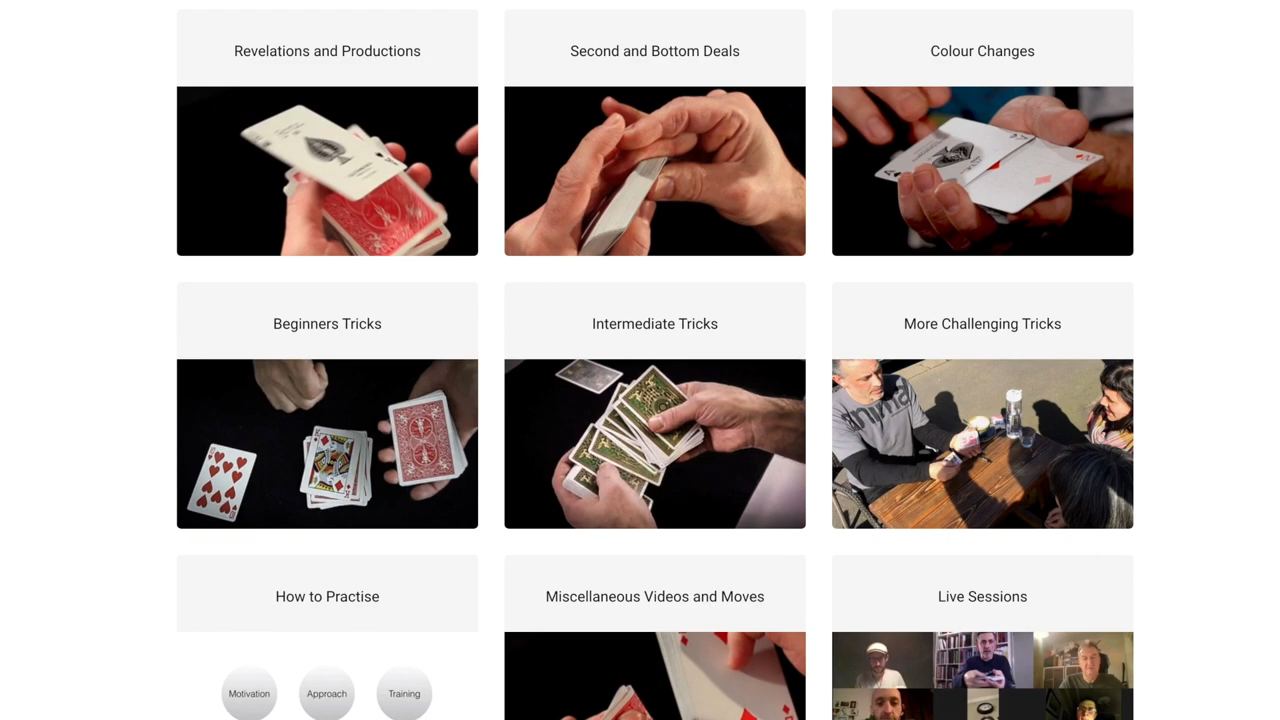 Revelations and Productions
Second and Bottom Deals
Colour Changes
Beginners Tricks
Intermediate Tricks
More Challenging Tricks
anima
How to Practise
Miscellaneous Videos and Moves
Live Sessions
Motivation
Approach
Training